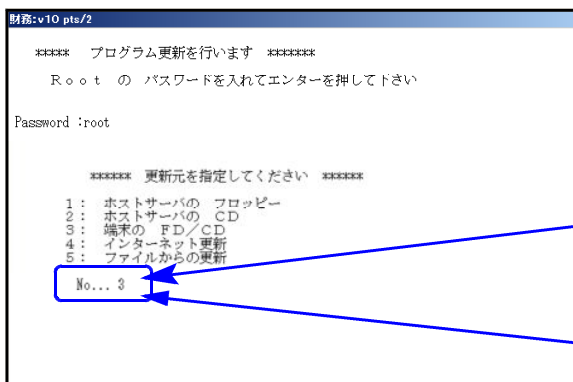 財務:v10 pts/2
***** プログラム更新を行います *******
Ｒｏｏｔ の パスワードを入れてエンターを押して下さい
Password :root
****** 更新元を指定してください ******
1： ホストサーバの フロッピー
2： ホストサーバの ＣＤ
3： 端末の ＦＤ／ＣＤ
4： インターネット更新
5： ファイルからの更新
No... 3